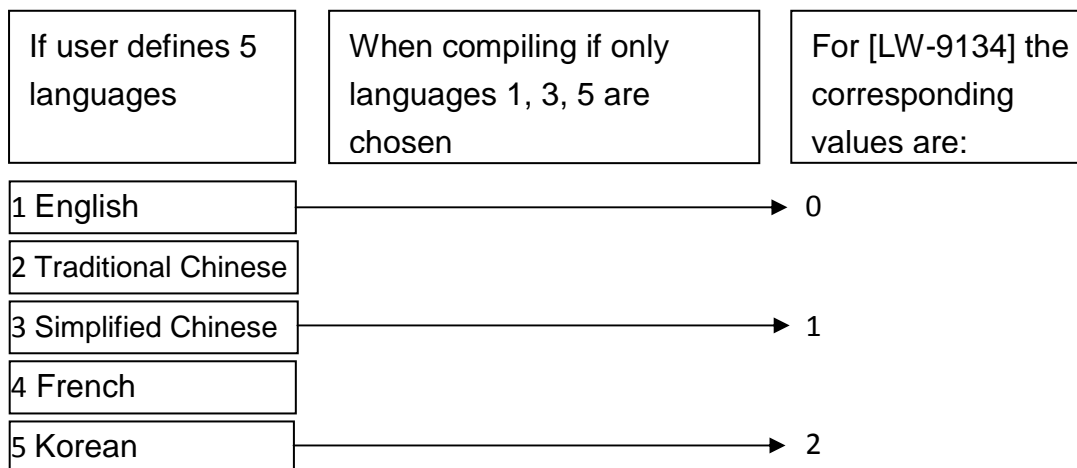 If user defines 5
languages
When compiling if only
languages 1, 3, 5 are
chosen
For [LW-9134] the
corresponding
values are:
1 English
0
2 Traditional Chinese
3 Simplified Chinese
1
4 French
5 Korean
2